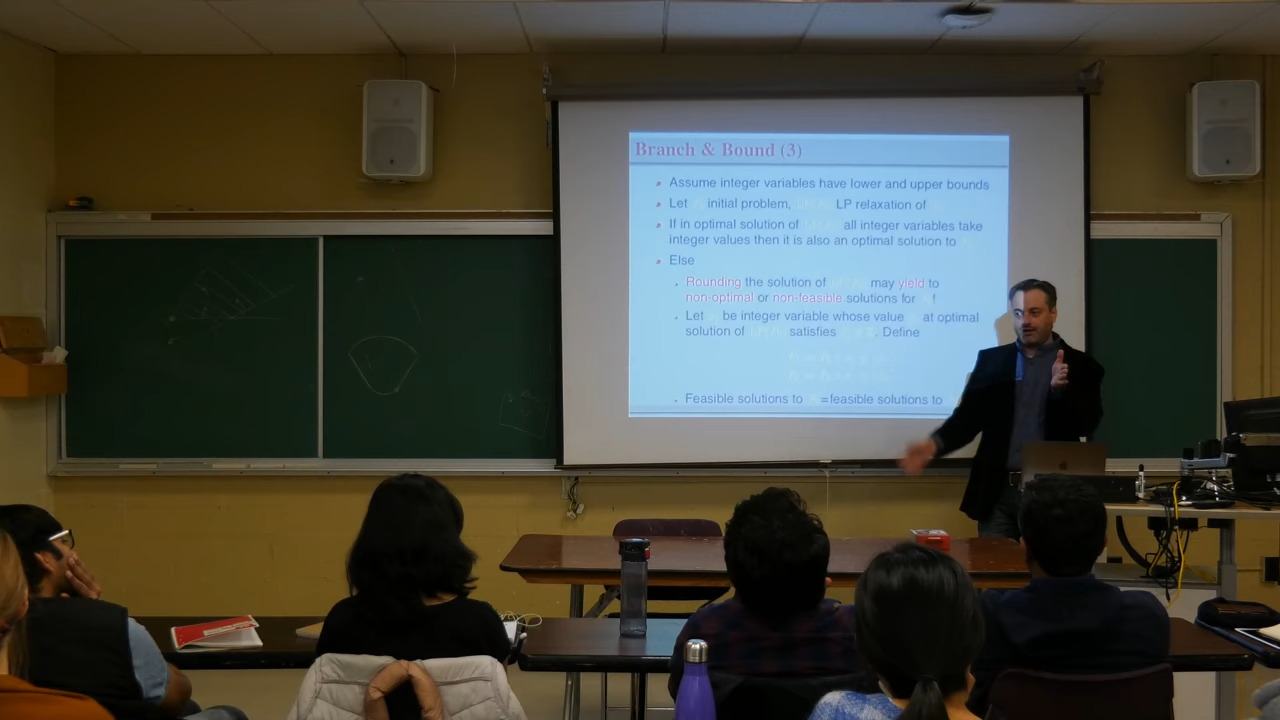 Branch & Bound (3)
Assume integer variables have lower and upper bounds
Let initial problem, LP relaxation of
If in optimal solution of all integer variables take
integer values then it is also an optimal solution to
Else
Rounding the solution of may yield to
non-optimal or non-feasible solutions for !
Let be integer variable whose value at optimal
solution of satisfies . Define
Feasible solutions to =feasible solutions to